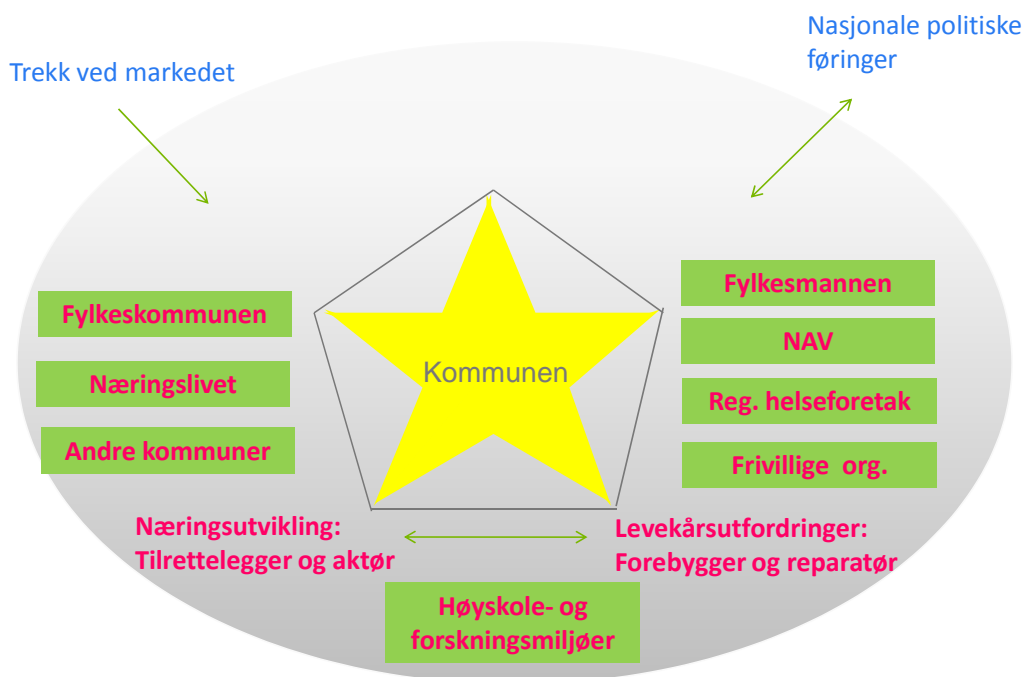 Nasjonale politiske
føringer
Trekk ved markedet
Fylkeskommunen
Næringslivet
Andre kommuner
Kommunen
Fylkesmannen
NAV
Reg. helseforetak
Frivillige org.
Næringsutvikling:
Tilrettelegger og aktør
Levekårsutfordringer:
Forebygger og reparatør
Høyskole- og
forskningsmiljøer